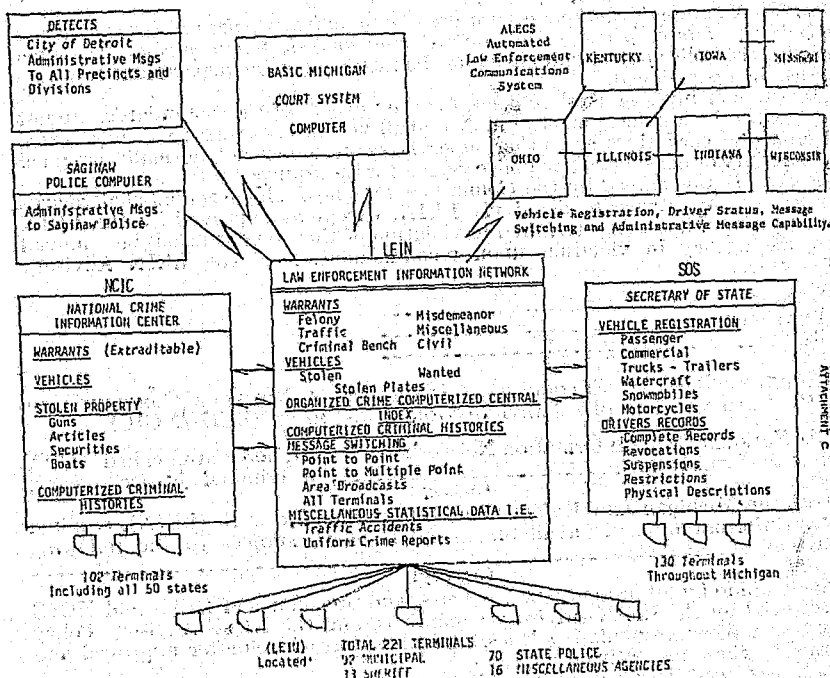 DETECTS
City of Detroit
Administrative Msgs
To All Precincts and
Divisions
SAGINAW
POLICE COMPUTER
Administrative Msgs
to Saginaw Police
BASIC MICHIGAN
COURT SYSTEM
COMPUTER
ALECS
Automated
Law Enforcement
Communications
System
KENTUCKY
IOWA
MISSOURI
OHIO
ILLINOIS
INDIANA
WISCONSIN
Vehicle Registration, Driver Status, Message
Switching and Administrative Message Capability.
NCIC
NATIONAL CRIME
INFORMATION CENTER
WARRANTS (Extraditable)
VEHICLES
STOLEN PROPERTY
Guns
Articles
Securities
Boats
COMPUTERIZED CRIMINAL
HISTORIES
102 Terminals
Including all 50 states
LEIN
LAW ENFORCEMENT INFORMATION NETWORK
WARRANTS
Felony Misdemeanor
Traffic Miscellaneous
Criminal Bench Civil
VEHICLES
Stolen Wanted
Stolen Plates
ORGANIZED CRIME COMPUTERIZED CENTRAL
INDEX
COMPUTERIZED CRIMINAL HISTORIES
MESSAGE SWITCHING
Point to Point
Point to Multiple Point
Area Broadcasts
All Terminals
MISCELLANEOUS STATISTICAL DATA I.E.
Traffic Accidents
Uniform Crime Reports
SOS
SECRETARY OF STATE
VEHICLE REGISTRATION
Passenger
Commercial
Trucks - Trailers
Watercraft
Snowmobiles
Motorcycles
DRIVERS RECORDS
Complete Records
Revocations
Suspensions
Restrictions
Physical Descriptions
130 Terminals
Throughout Michigan
ATTACHMENT C
(LEIN) TOTAL 221 TERMINALS
Located
MUNICIPAL 70 STATE POLICE
SHERIFF 16 MISCELLANEOUS AGENCIES